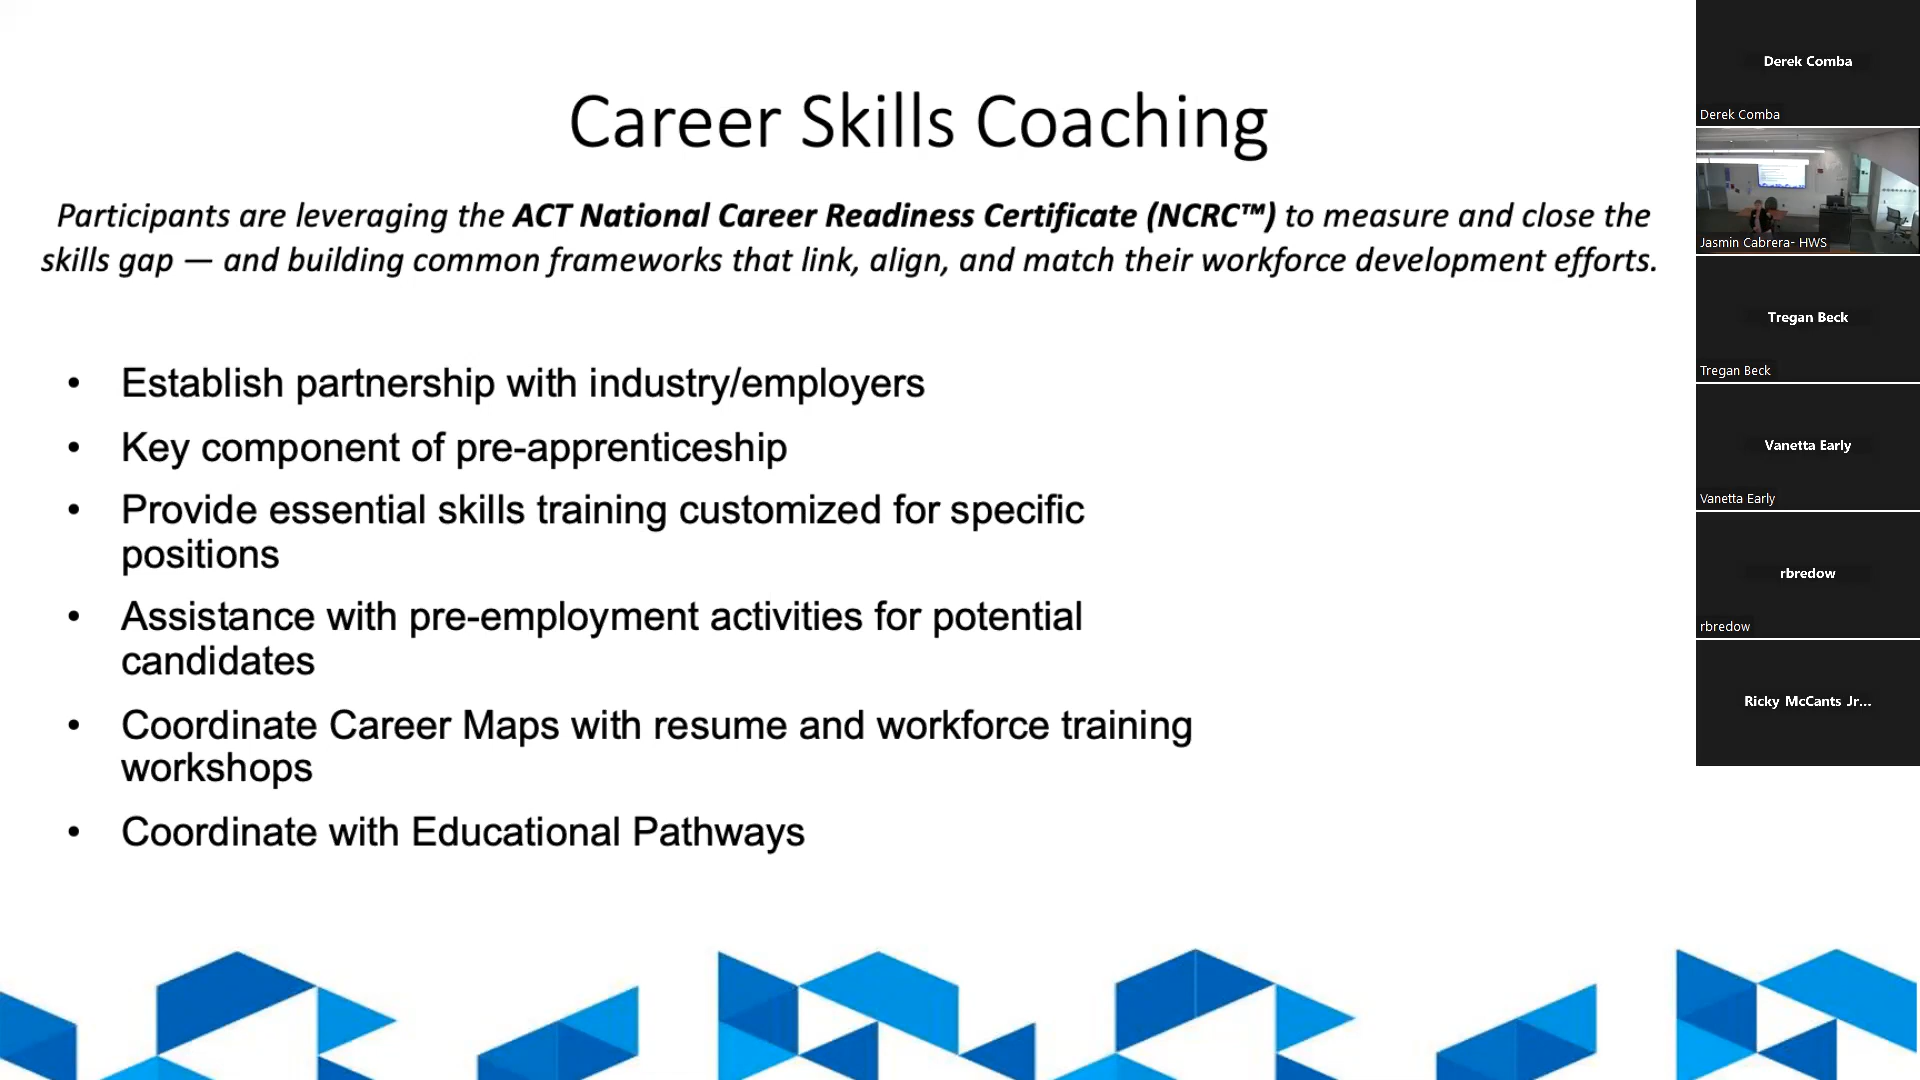 Career Skills Coaching
Participants are leveraging the ACT National Career Readiness Certificate (NCRC™) to measure and close the
skills gap — and building common frameworks that link, align, and match their workforce development efforts.
• Establish partnership with industry/employers
• Key component of pre-apprenticeship
• Provide essential skills training customized for specific
positions
• Assistance with pre-employment activities for potential
candidates
• Coordinate Career Maps with resume and workforce training
workshops
• Coordinate with Educational Pathways
Derek Comba
Derek Comba
Jasmin Cabrera- HWS
Tregan Beck
Tregan Beck
Vanetta Early
Vanetta Early
rbredow
rbredow
Ricky McCants Jr...